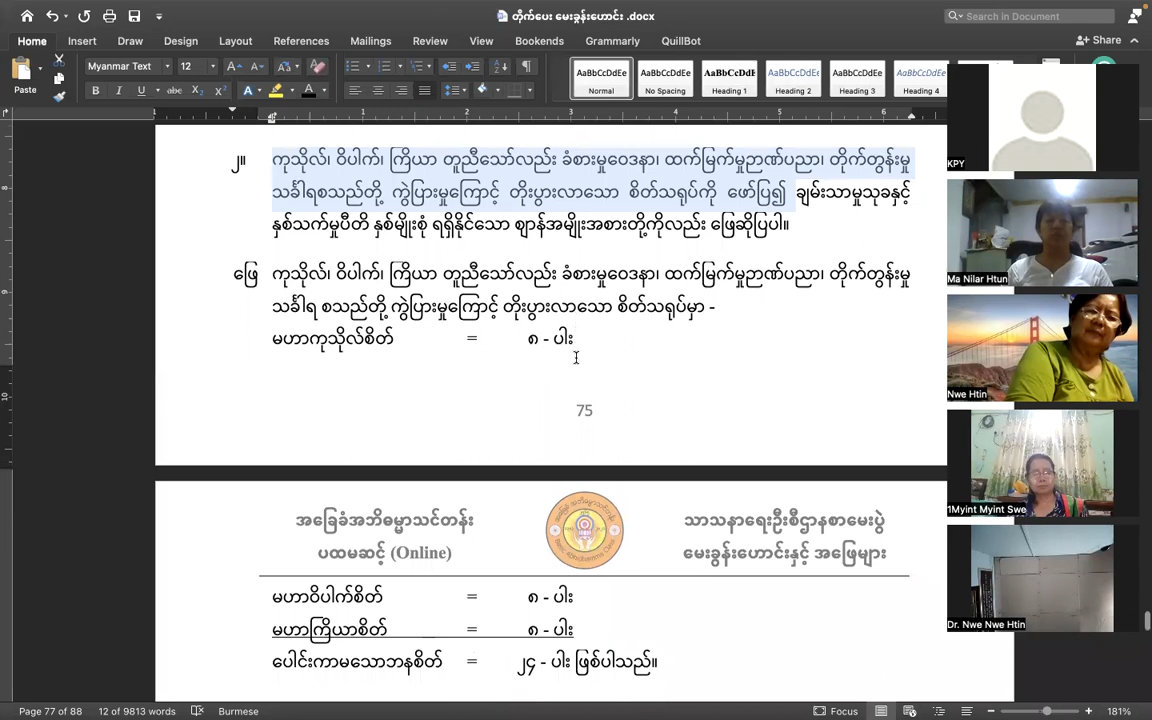 တိုက်ပေး မေးခွန်းဟောင်း .docx
Search in Document
Home Insert Draw Design Layout References Mailings Review View Bookends Grammarly QuillBot
Share
Paste
Myanmar Text 12
AaBbCcDdEe AaBbCcDdEe AaBbCcDdE AaBbCcDdEe AaBbCcDdEe AaBbCcDdEe
Normal No Spacing Heading 1 Heading 2 Heading 3 Heading 4
၂။ ကုသိုလ်၊ ဝိပါက်၊ ကြိယာ တူညီသော်လည်း ခံစားမှုဝေဒနာ၊ ထက်မြက်မှုဉာဏ်ပညာ၊ တိုက်တွန်းမှု
သင်္ခါရစသည်တို့ ကွဲပြားမှုကြောင့် တိုးပွားလာသော စိတ်သရုပ်ကို ဖော်ပြ၍ ချမ်းသာမှုသုခနှင့်
နှစ်သက်မှုပီတိ နှစ်မျိုးစုံ ရရှိနိုင်သော ဈာန်အမျိုးအစားတို့ကိုလည်း ဖြေဆိုပြပါ။
ဖြေ ကုသိုလ်၊ ဝိပါက်၊ ကြိယာ တူညီသော်လည်း ခံစားမှုဝေဒနာ၊ ထက်မြက်မှုဉာဏ်ပညာ၊ တိုက်တွန်းမှု
သင်္ခါရ စသည်တို့ ကွဲပြားမှုကြောင့် တိုးပွားလာသော စိတ်သရုပ်မှာ -
မဟာကုသိုလ်စိတ် = ၈ - ပါး
75
အခြေခံအဘိဓမ္မာသင်တန်း သာသနာရေးဦးစီဌာနစာမေးပွဲ
ပထမဆင့် (Online) မေးခွန်းဟောင်းနှင့် အဖြေများ
မဟာဝိပါက်စိတ် = ၈ - ပါး
မဟာကြိယာစိတ် = ၈ - ပါး
ပေါင်းကာမသောဘနစိတ် = ၂၄ - ပါး ဖြစ်ပါသည်။
KPY
Ma Nilar Htun
Nwe Htin
1Myint Myint Swe
Dr. Nwe Nwe Htin
Page 77 of 88 12 of 9813 words Burmese Focus 181%